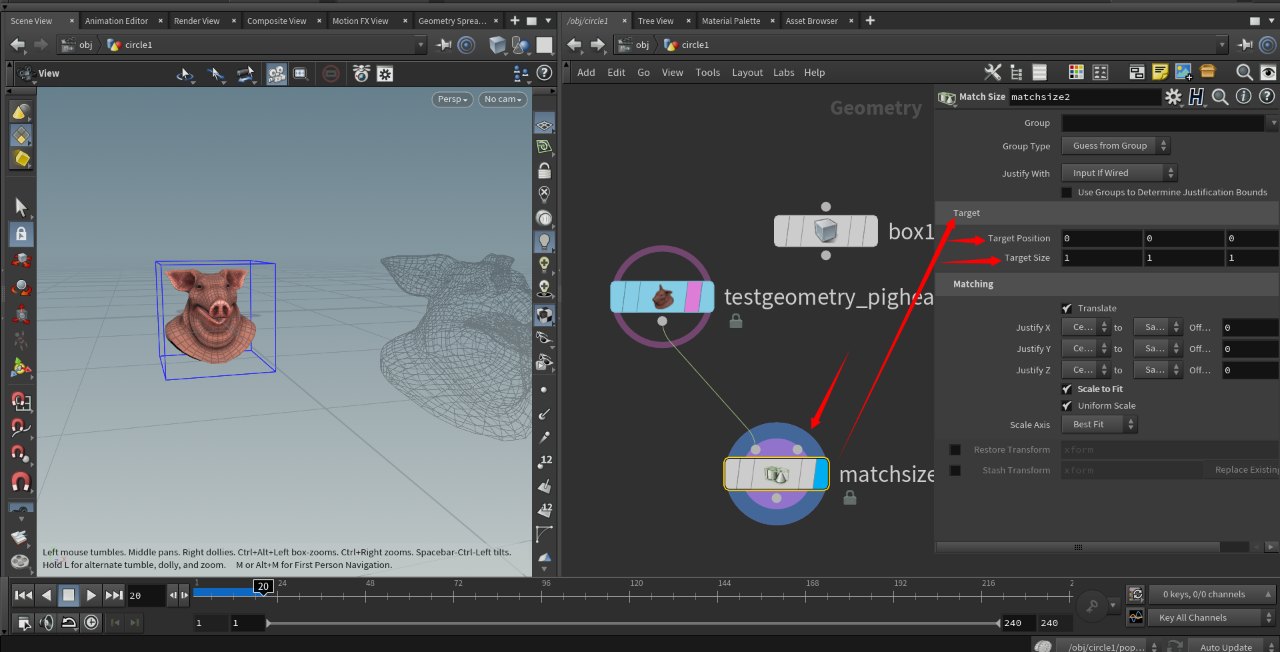 Scene View
Animation Editor
Render View
Composite View
Motion FX View
Geometry Sprea...
/obj/circle1
Tree View
Material Palette
Asset Browser
obj
circle1
obj
circle1
View
Add Edit Go View Tools Layout Labs Help
Persp
No cam
Geometry
Match Size
matchsize2
Group
Group Type
Guess from Group
Justify With
Input If Wired
Use Groups to Determine Justification Bounds
Target
Target Position 0 0 0
Target Size 1 1 1
Matching
Translate
Justify X Ce... to Sa... Off... 0
Justify Y Ce... to Sa... Off... 0
Justify Z Ce... to Sa... Off... 0
Scale to Fit
Uniform Scale
Scale Axis Best Fit
Restore Transform xform
Stash Transform xform Replace Existing
box1
testgeometry_pighea
matchsize
12
12
Left mouse tumbles. Middle pans. Right dollies. Ctrl+Alt+Left box-zooms. Ctrl+Right zooms. Spacebar-Ctrl-Left tilts.
Hold L for alternate tumble, dolly, and zoom. M or Alt+M for First Person Navigation.
20
1 20 24 48 72 96 120 144 168 192 216 2
0 keys, 0/0 channels
1 1 240 240
Key All Channels
/obj/circle1/pop...
Auto Update